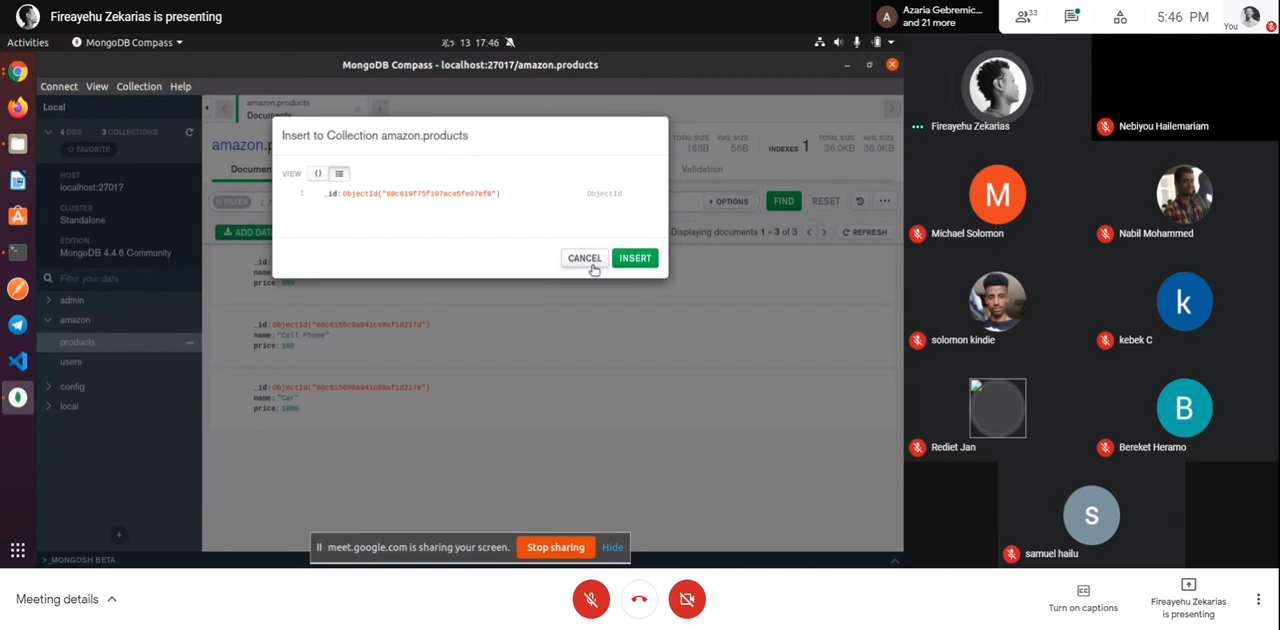 Fireayehu Zekarias is presenting
Azaria Gebremic...
and 21 more
33
5:46 PM
You
Activities
MongoDB Compass
13 17:46
MongoDB Compass - localhost:27017/amazon.products
Connect View Collection Help
Local
4 DBS 3 COLLECTIONS
FAVORITE
HOST
localhost:27017
CLUSTER
Standalone
EDITION
MongoDB 4.4.6 Community
Filter your data
admin
amazon
products
users
config
local
>_MONGOSH BETA
amazon.products
Documents
amazon.p
TOTAL SIZE AVG. SIZE
168B 56B
INDEXES 1
TOTAL SIZE AVG. SIZE
36.0KB 36.0KB
Document
Validation
FILTER
OPTIONS
FIND
RESET
ADD DATA
Displaying documents 1 - 3 of 3
REFRESH
Insert to Collection amazon.products
VIEW {}
1 _id:ObjectId("60c619f75f107aca5fe07ef8") ObjectId
CANCEL
INSERT
name
price:
_id:
name:"Cell Phone"
price:100
_id:
name:"Car"
price:1000
meet.google.com is sharing your screen.
Stop sharing
Hide
Fireayehu Zekarias
Nebiyou Hailemariam
M
Michael Solomon
Nabil Mohammed
solomon kindie
k
kebek C
Rediet Jan
B
Bereket Heramo
S
samuel hailu
Meeting details
Turn on captions
Fireayehu Zekarias
is presenting